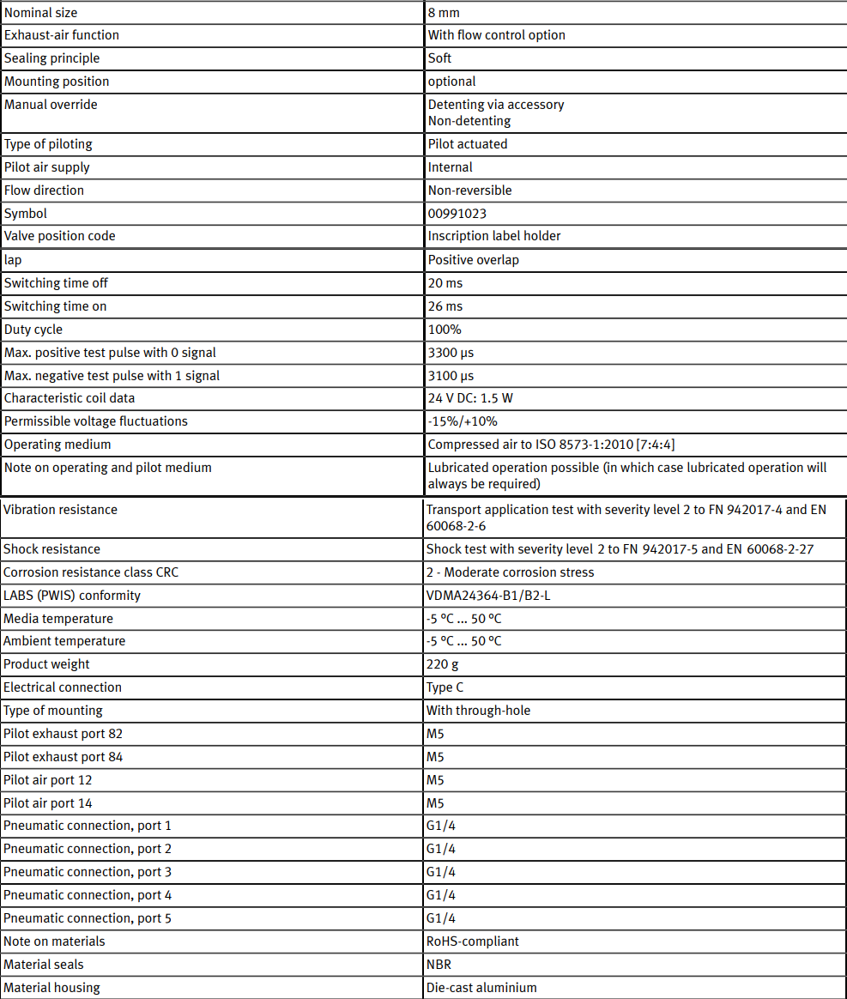 Nominal size 8 mm
Exhaust-air function With flow control option
Sealing principle Soft
Mounting position optional
Manual override Detenting via accessory
Non-detenting
Type of piloting Pilot actuated
Pilot air supply Internal
Flow direction Non-reversible
Symbol 00991023
Valve position code Inscription label holder
lap Positive overlap
Switching time off 20 ms
Switching time on 26 ms
Duty cycle 100%
Max. positive test pulse with 0 signal 3300 µs
Max. negative test pulse with 1 signal 3100 µs
Characteristic coil data 24 V DC: 1.5 W
Permissible voltage fluctuations -15%/+10%
Operating medium Compressed air to ISO 8573-1:2010 [7:4:4]
Note on operating and pilot medium Lubricated operation possible (in which case lubricated operation will
always be required)
Vibration resistance Transport application test with severity level 2 to FN 942017-4 and EN
60068-2-6
Shock resistance Shock test with severity level 2 to FN 942017-5 and EN 60068-2-27
Corrosion resistance class CRC 2 - Moderate corrosion stress
LABS (PWIS) conformity VDMA24364-B1/B2-L
Media temperature -5 °C ... 50 °C
Ambient temperature -5 °C ... 50 °C
Product weight 220 g
Electrical connection Type C
Type of mounting With through-hole
Pilot exhaust port 82 M5
Pilot exhaust port 84 M5
Pilot air port 12 M5
Pilot air port 14 M5
Pneumatic connection, port 1 G1/4
Pneumatic connection, port 2 G1/4
Pneumatic connection, port 3 G1/4
Pneumatic connection, port 4 G1/4
Pneumatic connection, port 5 G1/4
Note on materials RoHS-compliant
Material seals NBR
Material housing Die-cast aluminium